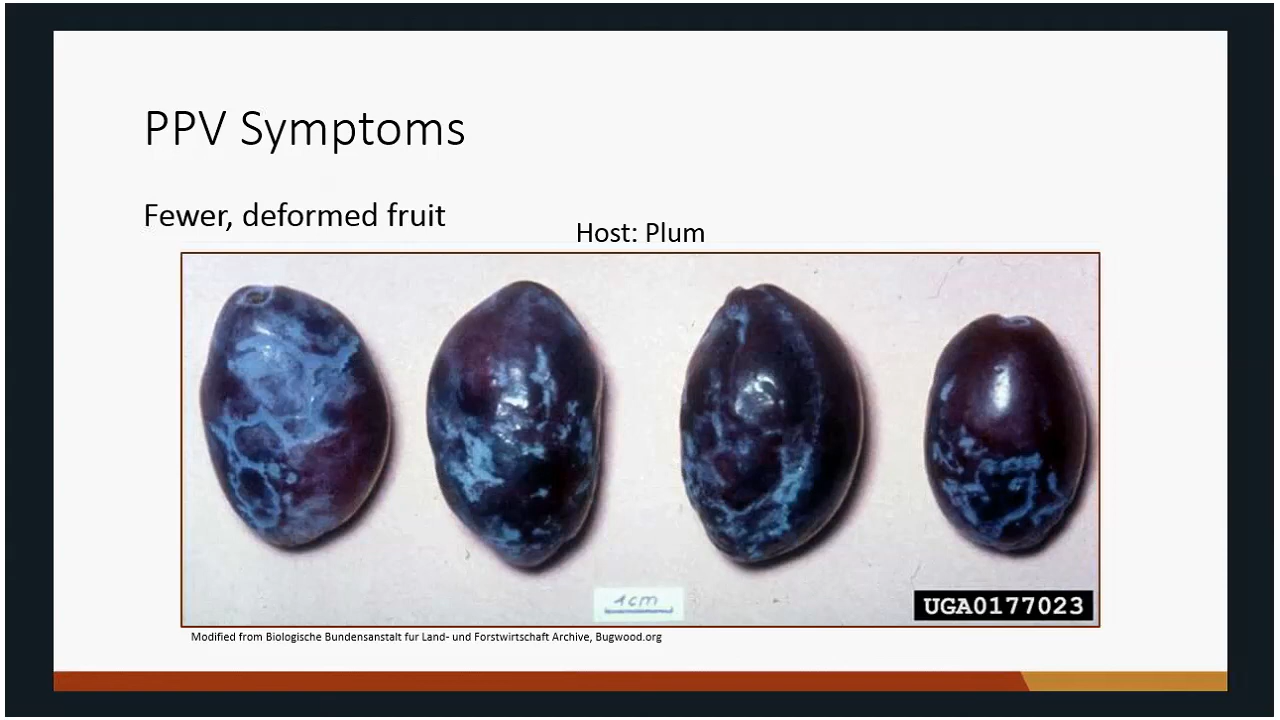 PPV Symptoms
Fewer, deformed fruit
Host: Plum
1cm
UGA0177023
Modified from Biologische Bundensanstalt fur Land- und Forstwirtschaft Archive, Bugwood.org